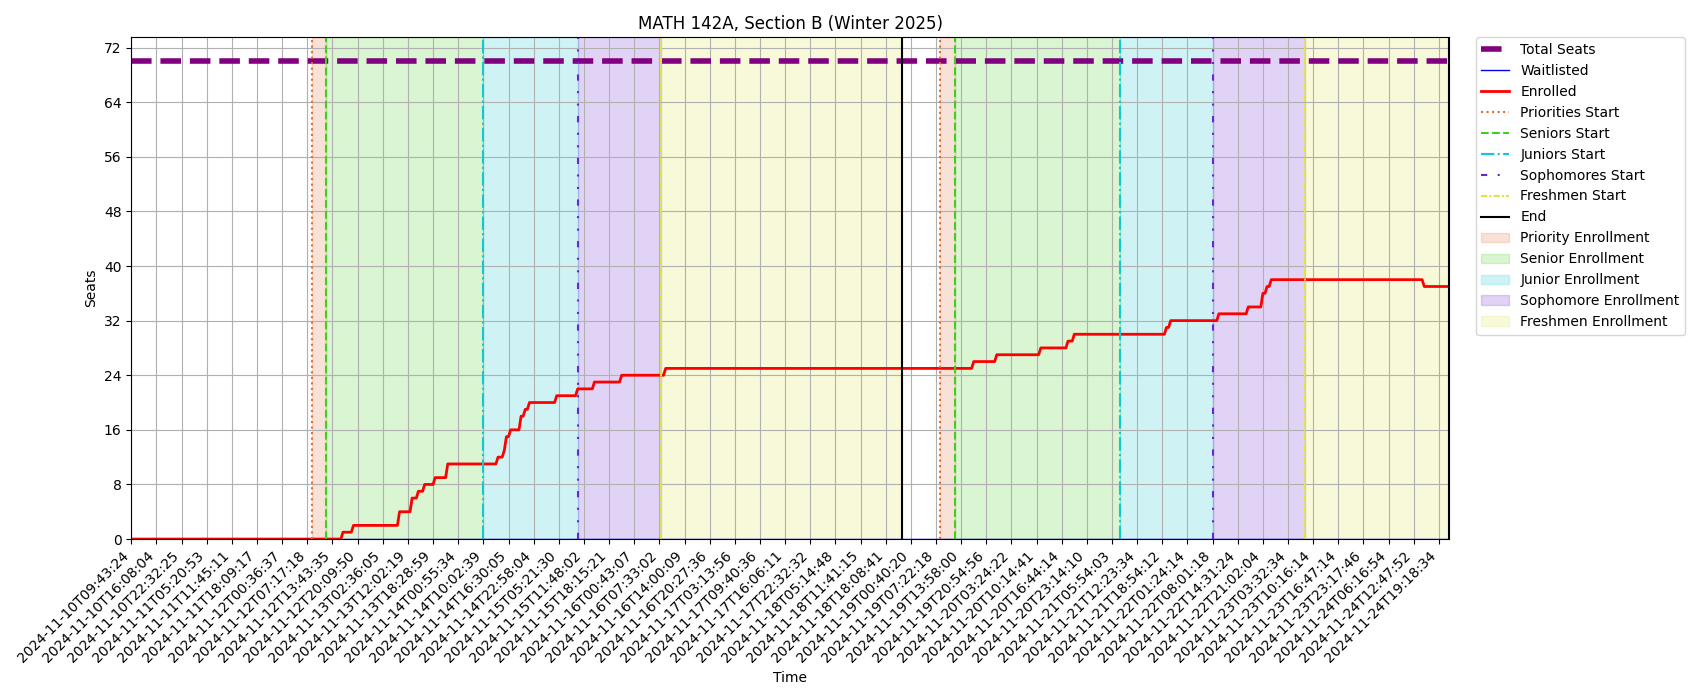 MATH 142A, Section B (Winter 2025)
72
64
56
48
40
32
24
16
8
0
Seats
2024-11-10T09:43:24
2024-11-10T16:08:04
2024-11-10T22:32:25
2024-11-11T05:20:53
2024-11-11T11:45:11
2024-11-11T18:09:17
2024-11-12T00:36:37
2024-11-12T07:17:18
2024-11-12T13:43:35
2024-11-12T20:09:50
2024-11-13T02:36:05
2024-11-13T12:02:19
2024-11-13T18:28:59
2024-11-14T00:55:34
2024-11-14T10:02:39
2024-11-14T16:30:05
2024-11-14T22:58:04
2024-11-15T05:21:30
2024-11-15T11:48:02
2024-11-15T18:15:21
2024-11-16T00:43:07
2024-11-16T07:33:02
2024-11-16T14:00:09
2024-11-16T20:27:36
2024-11-17T03:13:56
2024-11-17T09:40:36
2024-11-17T16:06:11
2024-11-17T22:32:32
2024-11-18T05:14:48
2024-11-18T11:41:15
2024-11-18T18:08:41
2024-11-19T00:40:20
2024-11-19T07:22:18
2024-11-19T13:58:00
2024-11-19T20:54:56
2024-11-20T03:24:22
2024-11-20T10:14:41
2024-11-20T16:44:14
2024-11-20T23:14:10
2024-11-21T05:54:03
2024-11-21T12:23:34
2024-11-21T18:54:12
2024-11-22T01:24:14
2024-11-22T08:01:18
2024-11-22T14:31:24
2024-11-22T21:02:04
2024-11-23T03:32:34
2024-11-23T10:16:14
2024-11-23T16:47:14
2024-11-23T23:17:46
2024-11-24T06:16:54
2024-11-24T12:47:52
2024-11-24T19:18:34
Time
Total Seats
Waitlisted
Enrolled
Priorities Start
Seniors Start
Juniors Start
Sophomores Start
Freshmen Start
End
Priority Enrollment
Senior Enrollment
Junior Enrollment
Sophomore Enrollment
Freshmen Enrollment